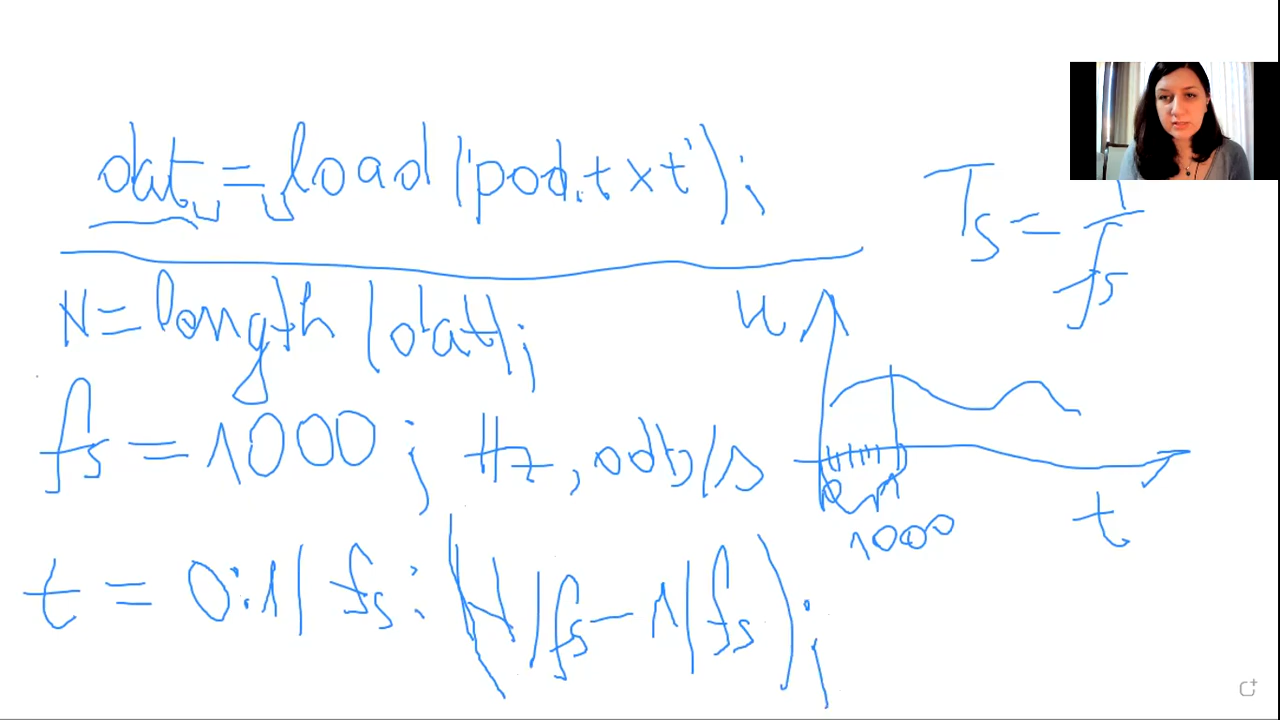 dat = load('pod.txt');
Ts = 1/fs
N = length(dat);
u
fs = 1000; Hz, odb/s
1000
t
t = 0:1/fs:(N/fs-1/fs);